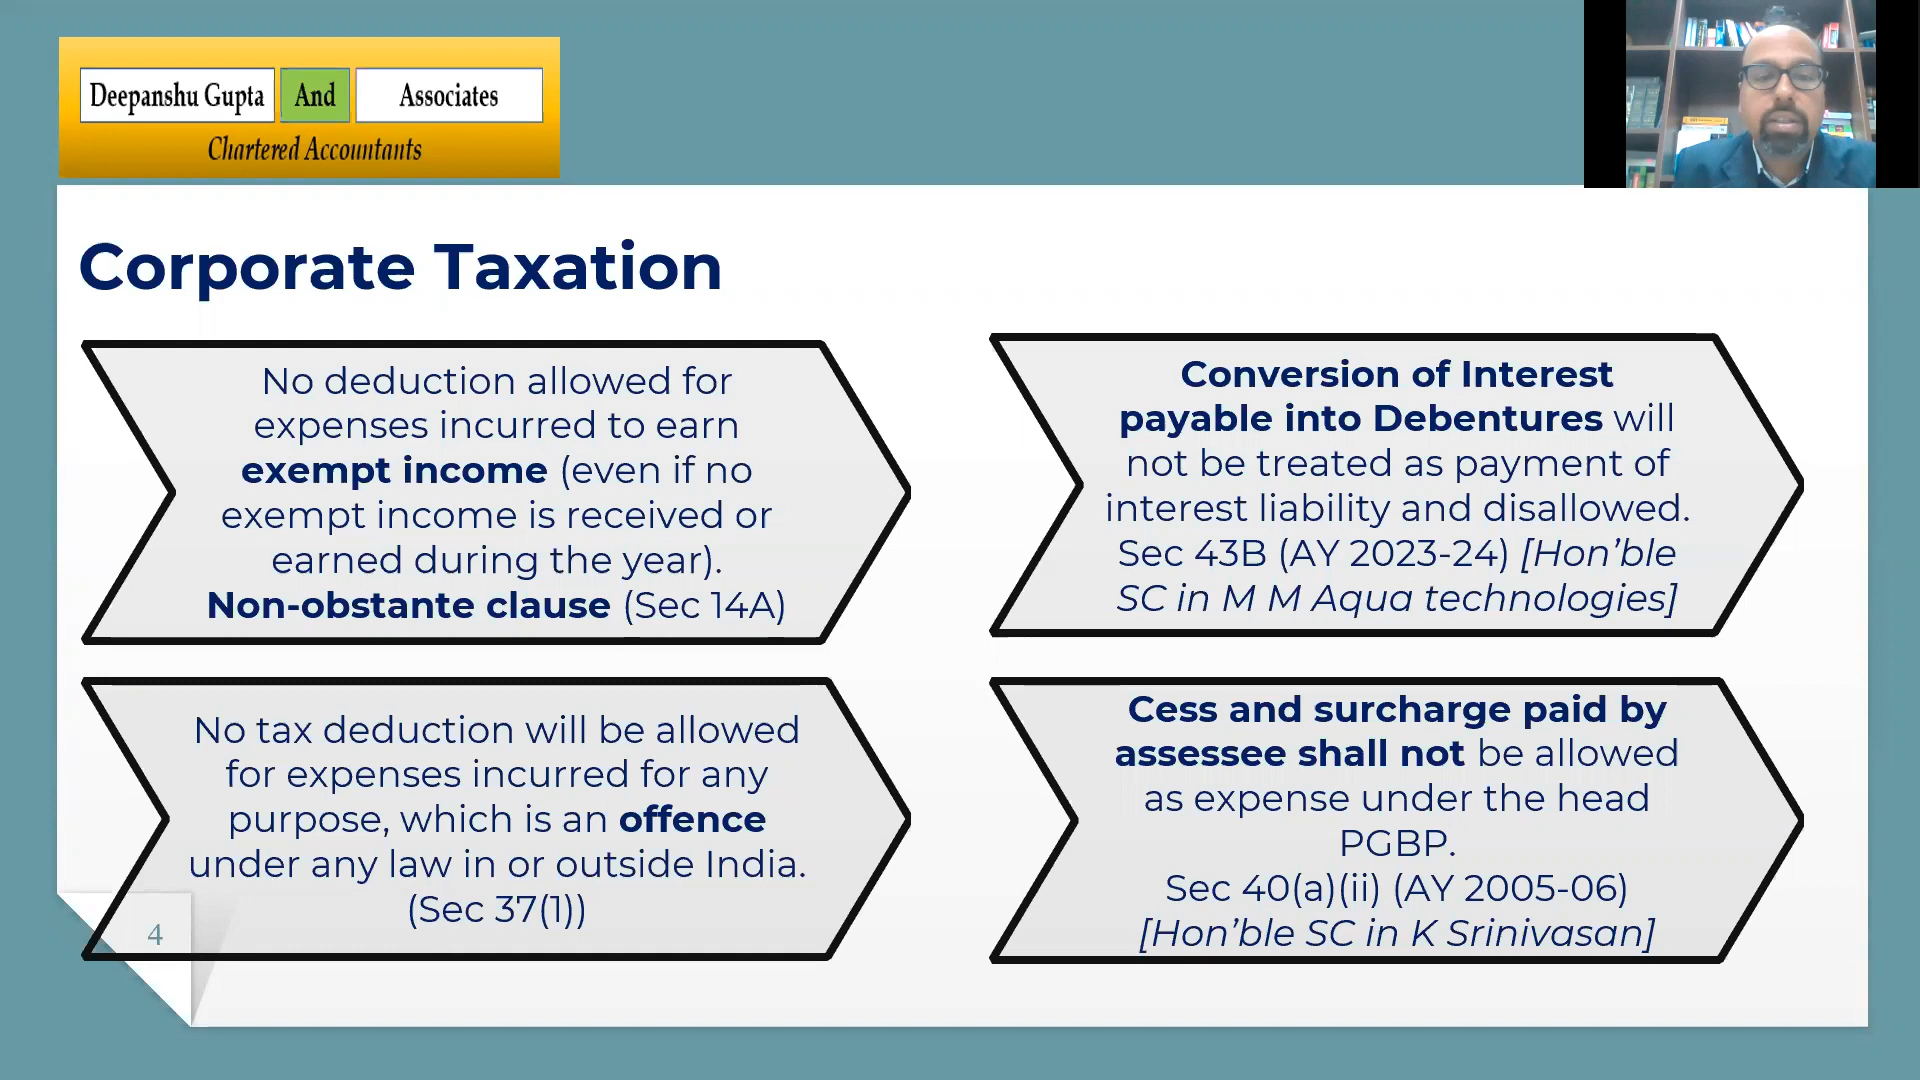 Deepanshu Gupta And Associates
Chartered Accountants
Corporate Taxation
No deduction allowed for
expenses incurred to earn
exempt income (even if no
exempt income is received or
earned during the year).
Non-obstante clause (Sec 14A)
Conversion of Interest
payable into Debentures will
not be treated as payment of
interest liability and disallowed.
Sec 43B (AY 2023-24) [Hon’ble
SC in M M Aqua technologies]
No tax deduction will be allowed
for expenses incurred for any
purpose, which is an offence
under any law in or outside India.
(Sec 37(1))
Cess and surcharge paid by
assessee shall not be allowed
as expense under the head
PGBP.
Sec 40(a)(ii) (AY 2005-06)
[Hon’ble SC in K Srinivasan]
4